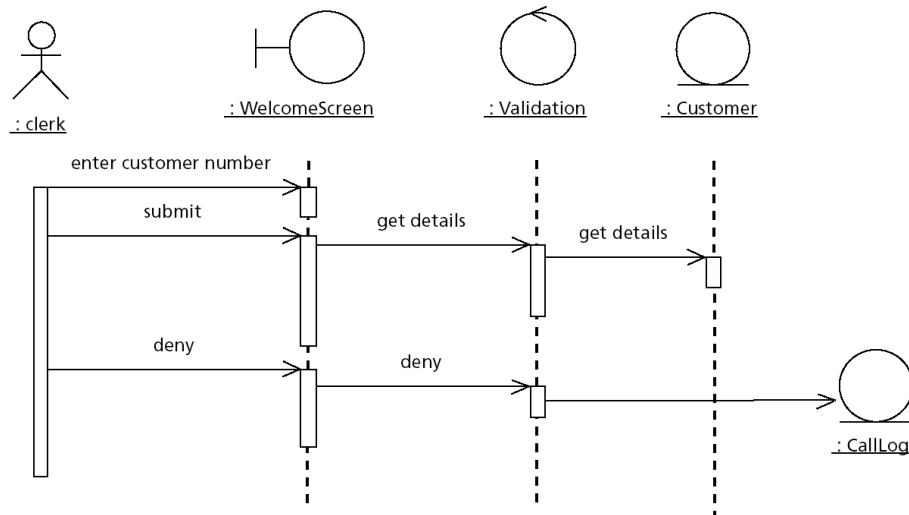 : clerk
: WelcomeScreen
: Validation
: Customer
enter customer number
submit
get details
get details
deny
deny
: CallLog